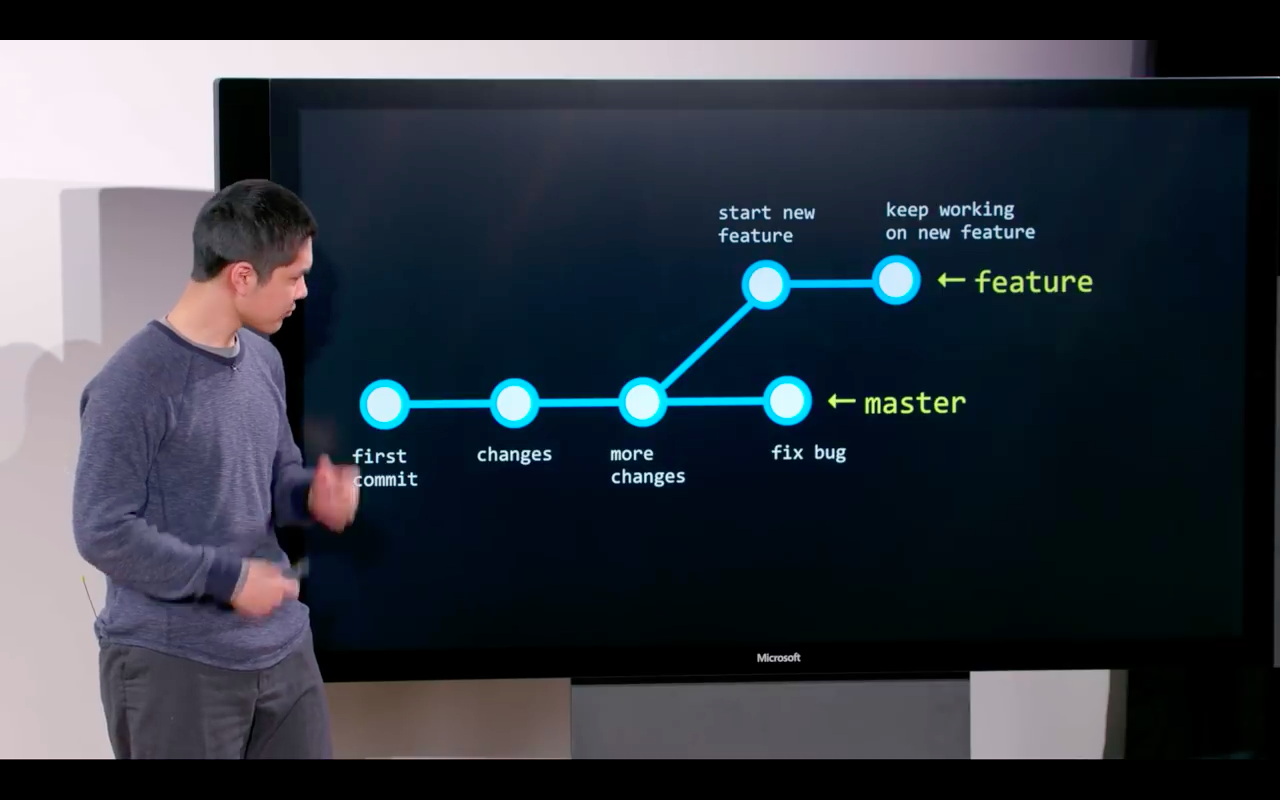 start new
feature
keep working
on new feature
← feature
← master
first
commit
changes
more
changes
fix bug
Microsoft